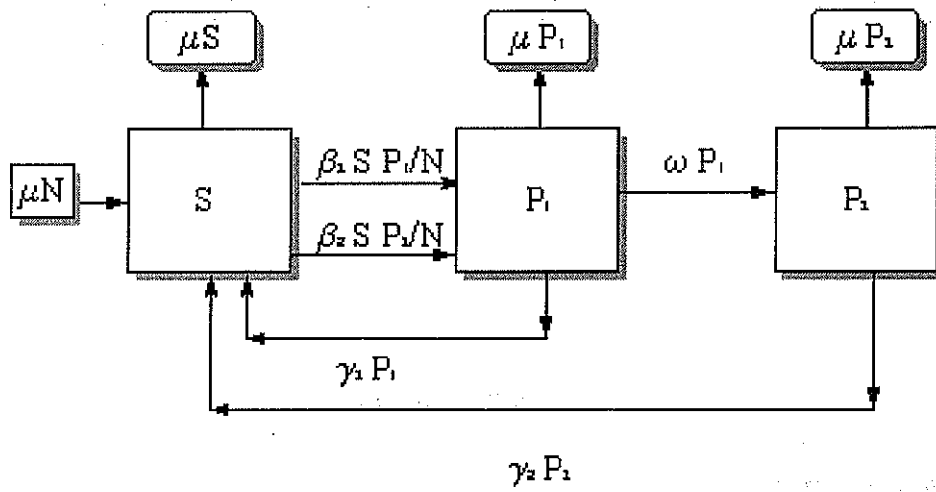 μS
μ P₁
μ P₂
β₁ S P₁/N
ω P₁
μN
S
P₁
P₂
β₂ S P₂/N
γ₁ P₁
γ₂ P₂